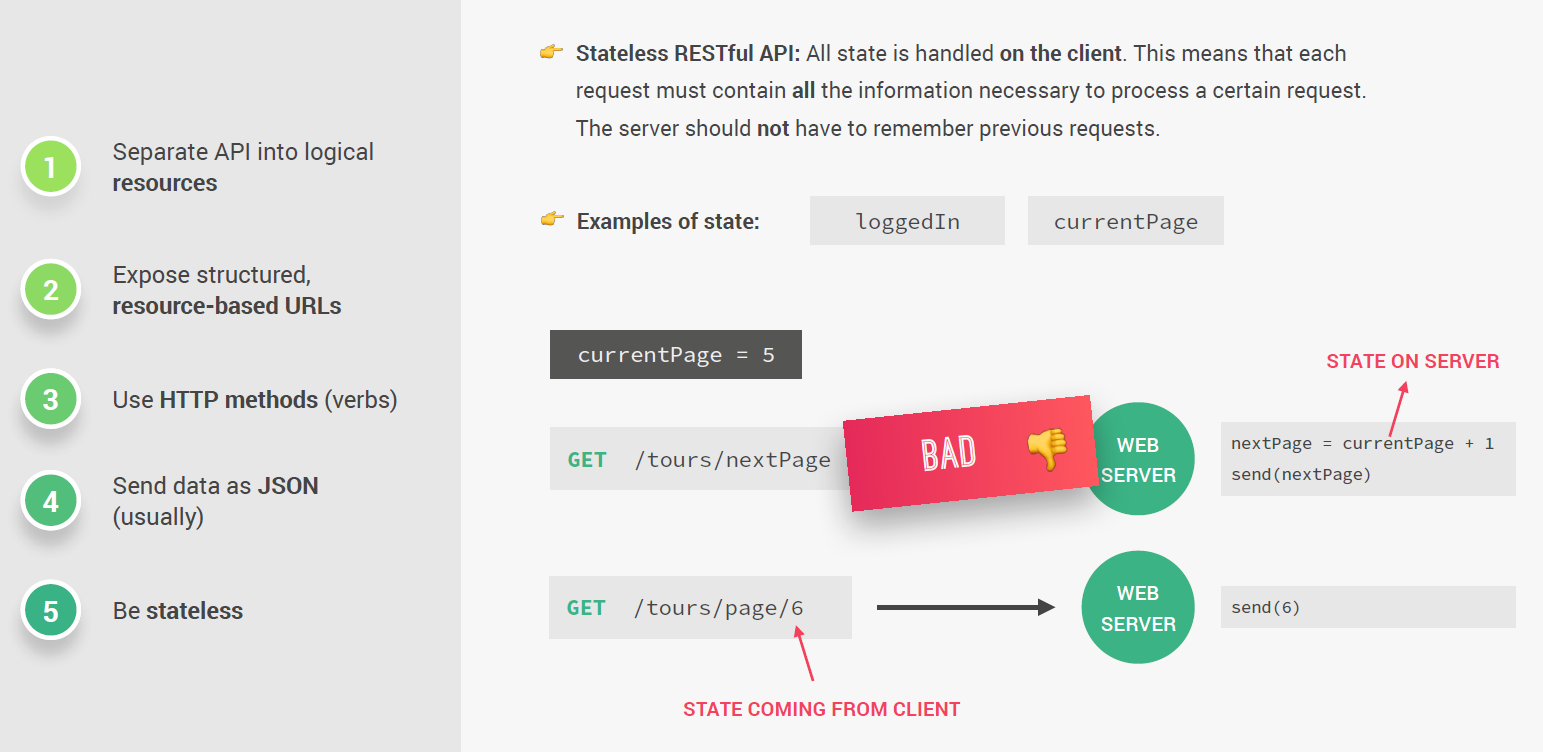 1
Separate API into logical
resources
2
Expose structured,
resource-based URLs
3
Use HTTP methods (verbs)
4
Send data as JSON
(usually)
5
Be stateless
Stateless RESTful API: All state is handled on the client. This means that each
request must contain all the information necessary to process a certain request.
The server should not have to remember previous requests.
Examples of state:
loggedIn
currentPage
currentPage = 5
STATE ON SERVER
GET /tours/nextPage
BAD
WEB
SERVER
nextPage = currentPage + 1
send(nextPage)
GET /tours/page/6
WEB
SERVER
send(6)
STATE COMING FROM CLIENT